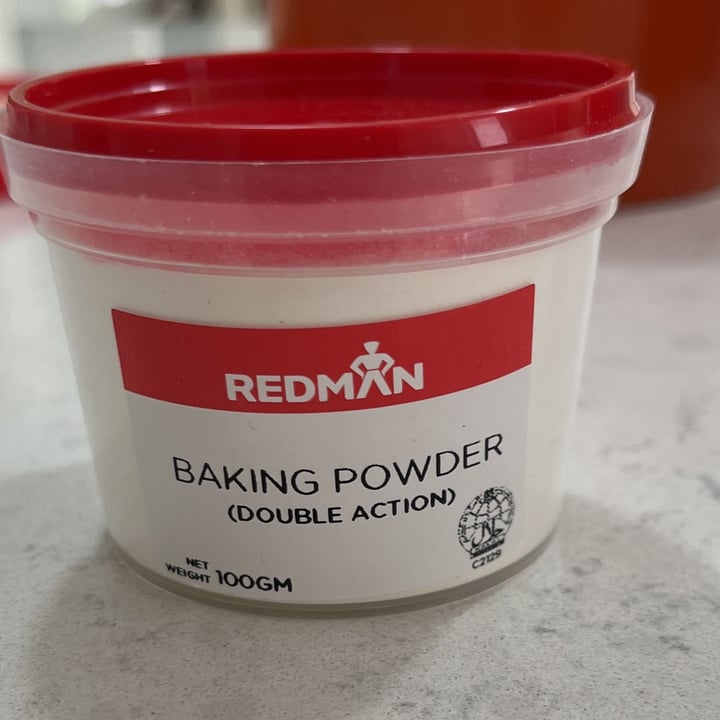 REDMAN
BAKING POWDER
(DOUBLE ACTION)
NET
WEIGHT 100GM
C2129